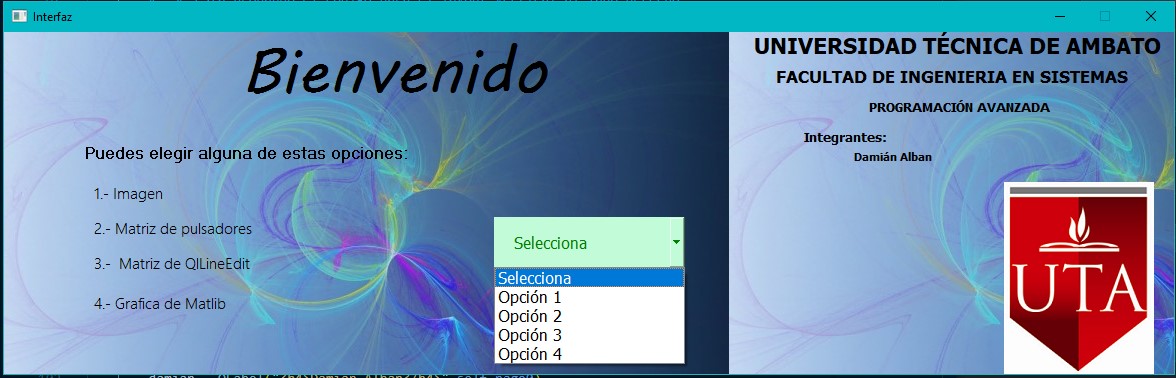 Interfaz
Bienvenido
Puedes elegir alguna de estas opciones:
1.- Imagen
2.- Matriz de pulsadores
3.- Matriz de QlLineEdit
4.- Grafica de Matlib
Selecciona
Selecciona
Opción 1
Opción 2
Opción 3
Opción 4
UNIVERSIDAD TÉCNICA DE AMBATO
FACULTAD DE INGENIERIA EN SISTEMAS
PROGRAMACIÓN AVANZADA
Integrantes:
Damián Alban
UTA